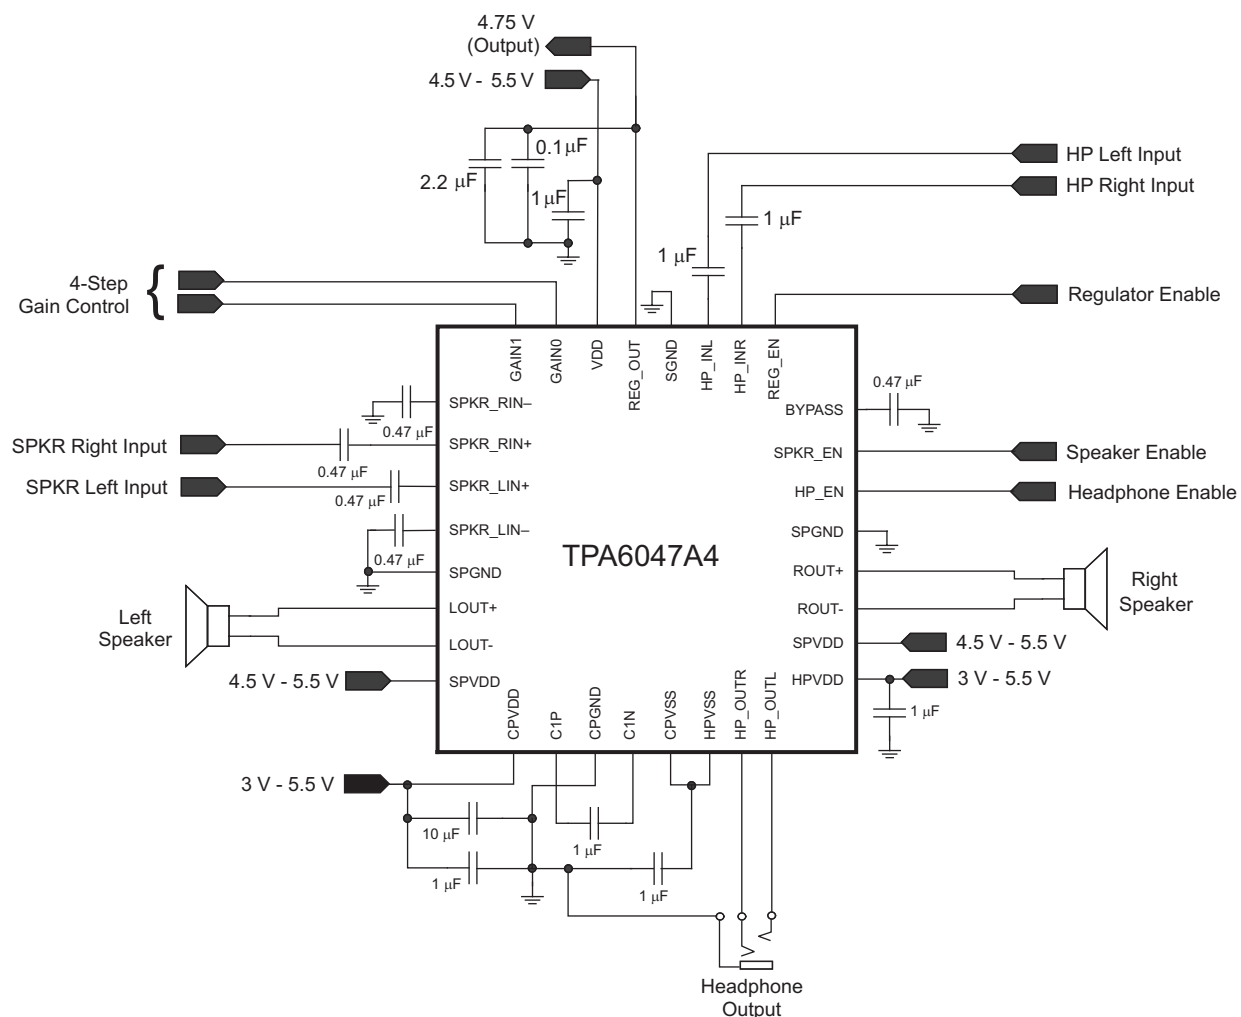 4.75 V
(Output)
4.5 V - 5.5 V
0.1 μF
2.2 μF
1 μF
HP Left Input
HP Right Input
1 μF
1 μF
4-Step
Gain Control
{
Regulator Enable
GAIN1
GAIN0
VDD
REG_OUT
SGND
HP_INL
HP_INR
REG_EN
SPKR_RIN–
0.47 μF
BYPASS
0.47 μF
SPKR Right Input
SPKR_RIN+
0.47 μF
SPKR_EN
Speaker Enable
SPKR Left Input
SPKR_LIN+
0.47 μF
HP_EN
Headphone Enable
SPKR_LIN–
0.47 μF
SPGND
TPA6047A4
SPGND
ROUT+
Right
Speaker
Left
Speaker
LOUT+
ROUT-
LOUT-
SPVDD
4.5 V - 5.5 V
4.5 V - 5.5 V
SPVDD
HPVDD
3 V - 5.5 V
1 μF
CPVDD
C1P
CPGND
C1N
CPVSS
HPVSS
HP_OUTR
HP_OUTL
3 V - 5.5 V
10 μF
1 μF
1 μF
1 μF
Headphone
Output